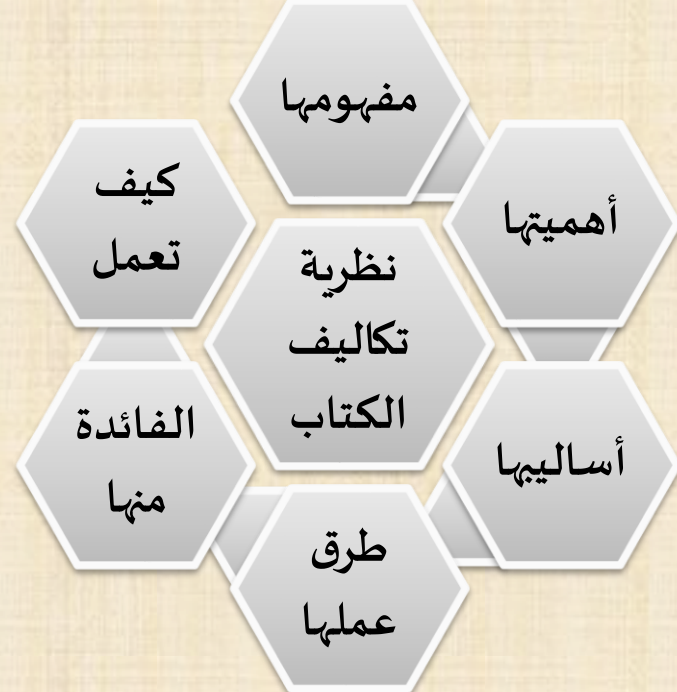 مفهومها
أهميتها
أساليبها
طرق
عملها
الفائدة
منها
كيف
تعمل
نظرية
تكاليف
الكتاب